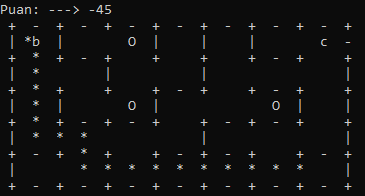 Puan: ---> -45
+ - + - + - + - + - + - + - +
| *b | O | | | c -
+ * + - + + + + + +
| * | | |
+ * + + + - + - + + +
| * | O | O | |
+ * + - + - + + - + - + +
| * * * | |
+ - + + + - + - + + - +
| * * * * * * * * * * |
+ - + - + - + - + - + - + - +